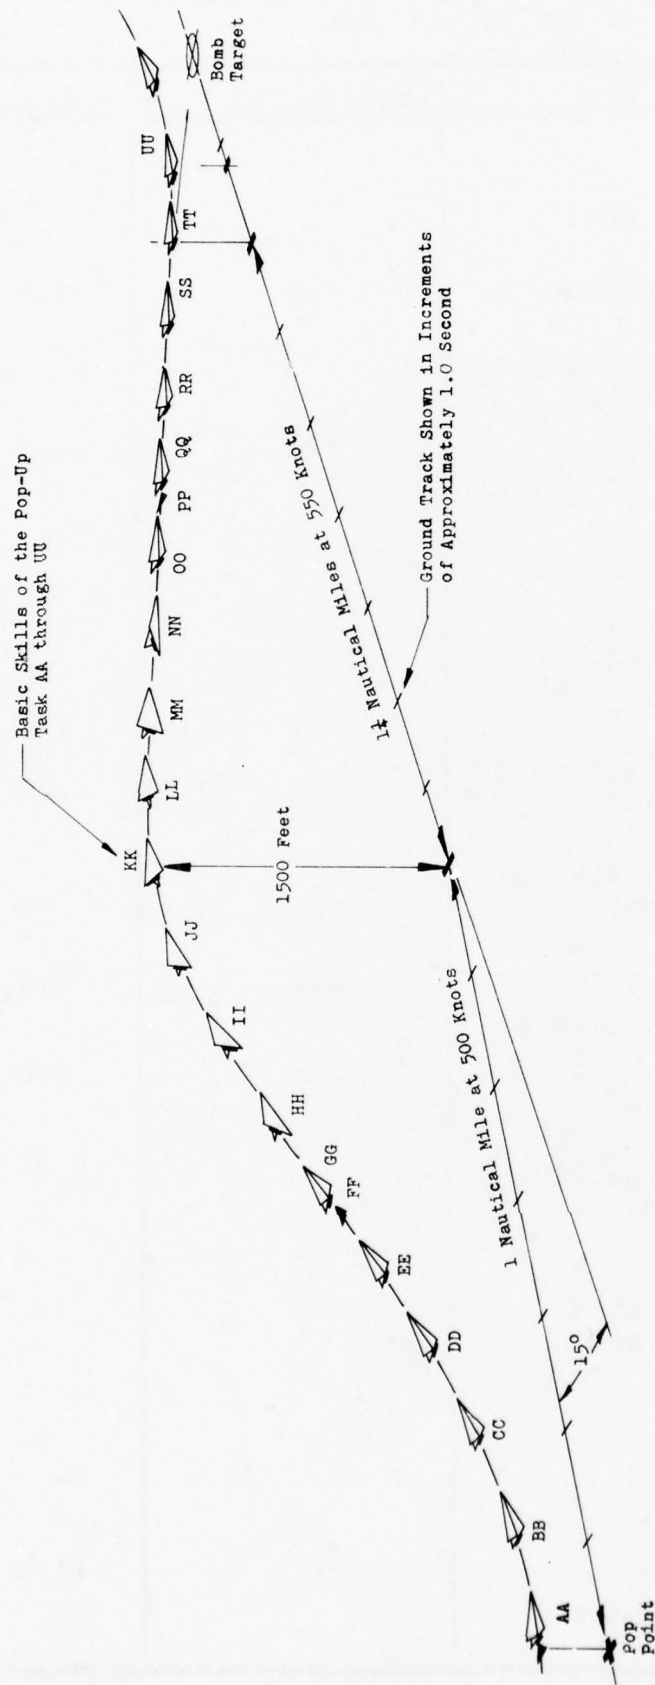 Basic Skills of the Pop-Up
Task AA through UU
AA
BB
CC
DD
EE
FF
GG
HH
II
JJ
KK
LL
MM
NN
OO
PP
QQ
RR
SS
TT
UU
Bomb
Target
1500 Feet
1¼ Nautical Miles at 550 Knots
Ground Track Shown in Increments
of Approximately 1.0 Second
1 Nautical Mile at 500 Knots
15°
Pop
Point